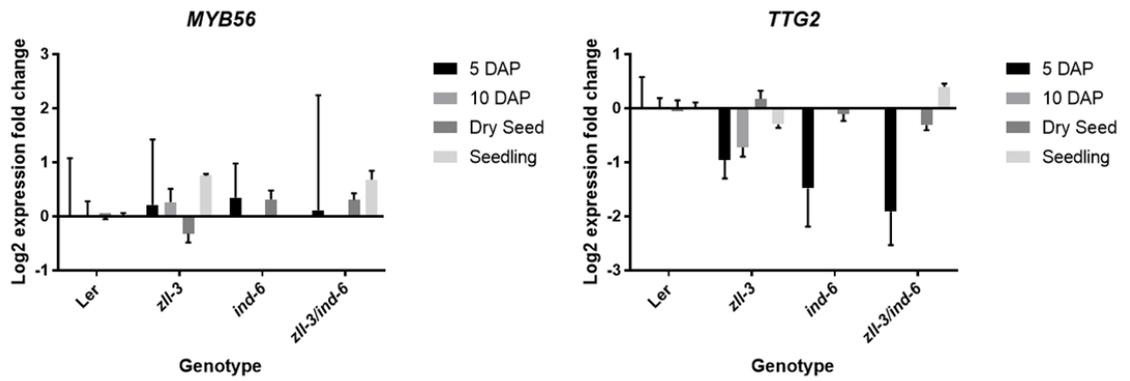 MYB56
Log2 expression fold change
3
2
1
0
-1
Ler
zll-3
ind-6
zll-3/ind-6
Genotype
5 DAP
10 DAP
Dry Seed
Seedling
TTG2
Log2 expression fold change
1
0
-1
-2
-3
Ler
zll-3
ind-6
zll-3/ind-6
Genotype
5 DAP
10 DAP
Dry Seed
Seedling